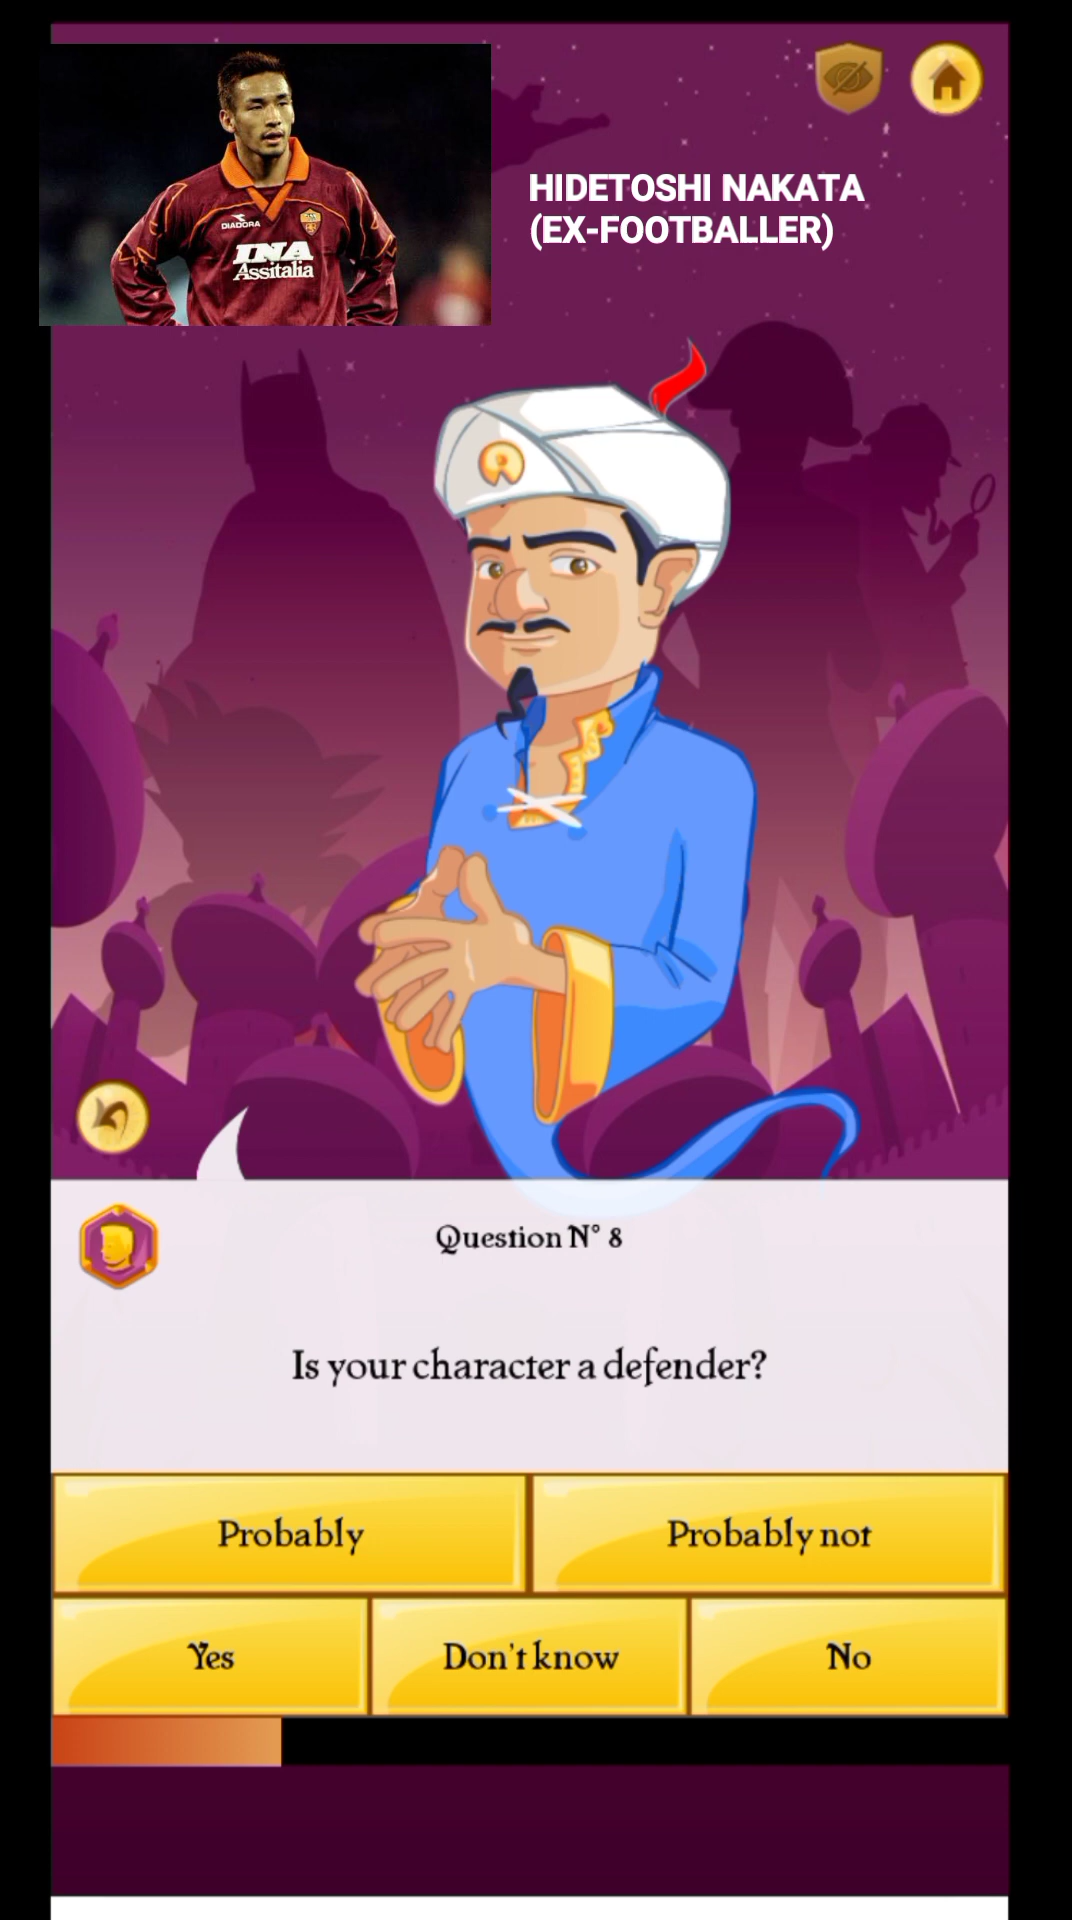 HIDETOSHI NAKATA
(EX-FOOTBALLER)
DIADORA
INA
Assitalia
Question N° 8
Is your character a defender?
Probably
Probably not
Yes
Don't know
No